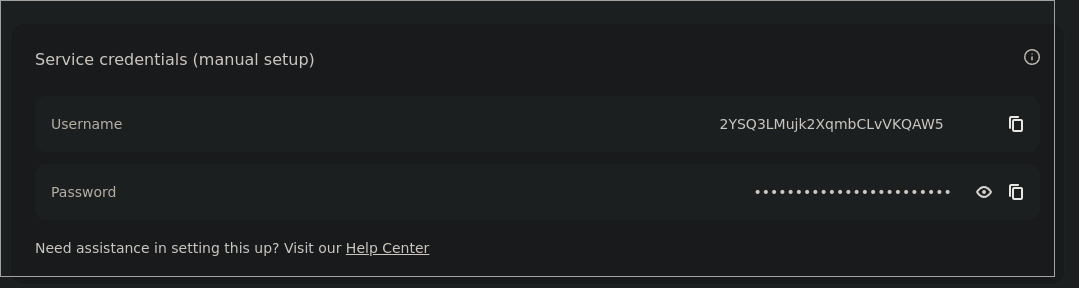 Service credentials (manual setup)
Username 2YSQ3LMujk2XqmbCLvVKQAW5
Password ••••••••••••••••••••••••
Need assistance in setting this up? Visit our Help Center